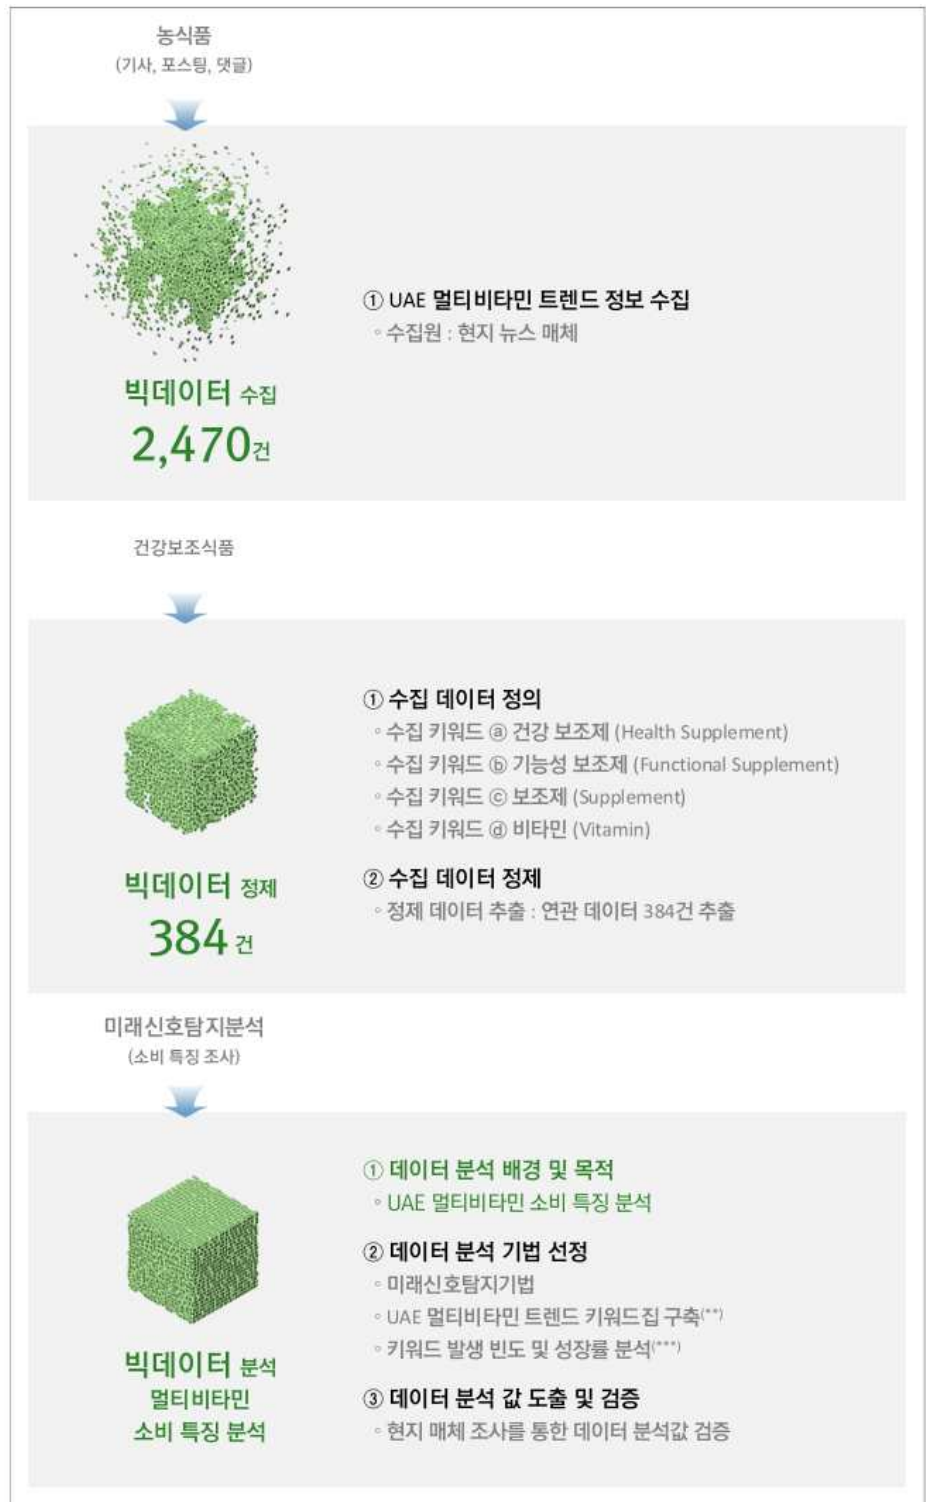 농식품
(기사, 포스팅, 댓글)
① UAE 멀티비타민 트렌드 정보 수집
◦ 수집원 : 현지 뉴스 매체
빅데이터 수집
2,470건
건강보조식품
① 수집 데이터 정의
◦ 수집 키워드 ⓐ 건강 보조제 (Health Supplement)
◦ 수집 키워드 ⓑ 기능성 보조제 (Functional Supplement)
◦ 수집 키워드 ⓒ 보조제 (Supplement)
◦ 수집 키워드 ⓓ 비타민 (Vitamin)
② 수집 데이터 정제
◦ 정제 데이터 추출 : 연관 데이터 384건 추출
빅데이터 정제
384 건
미래신호탐지분석
(소비 특징 조사)
① 데이터 분석 배경 및 목적
◦ UAE 멀티비타민 소비 특징 분석
② 데이터 분석 기법 선정
◦ 미래신호탐지기법
◦ UAE 멀티비타민 트렌드 키워드집 구축(**)
◦ 키워드 발생 빈도 및 성장률 분석(***)
③ 데이터 분석 값 도출 및 검증
◦ 현지 매체 조사를 통한 데이터 분석값 검증
빅데이터 분석
멀티비타민
소비 특징 분석